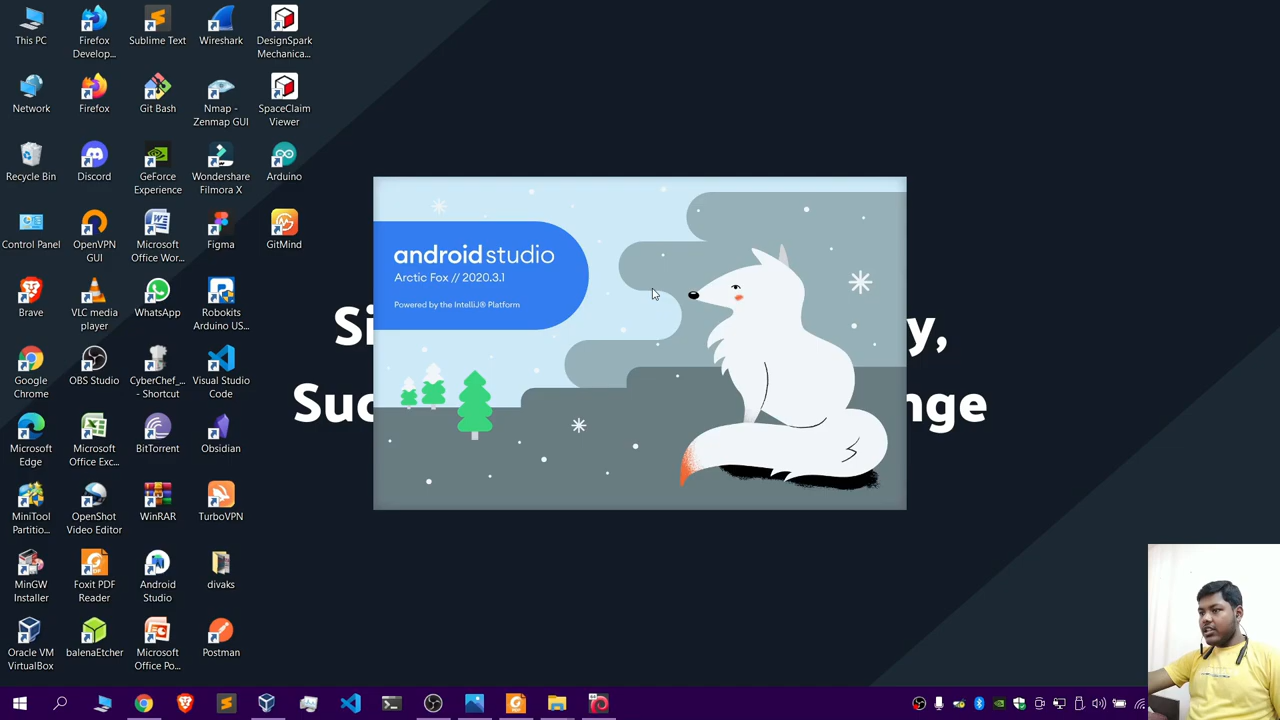 This PC
Firefox
Develop...
Sublime Text
Wireshark
DesignSpark
Mechanica...
Network
Firefox
Git Bash
Nmap -
Zenmap GUI
SpaceClaim
Viewer
Recycle Bin
Discord
GeForce
Experience
Wondershare
Filmora X
Arduino
Control Panel
OpenVPN
GUI
Microsoft
Office Wor...
Figma
GitMind
Brave
VLC media
player
WhatsApp
Robokits
Arduino US...
Google
Chrome
OBS Studio
CyberChef_...
- Shortcut
Visual Studio
Code
Microsoft
Edge
Microsoft
Office Exc...
BitTorrent
Obsidian
MiniTool
Partitio...
OpenShot
Video Editor
WinRAR
TurboVPN
MinGW
Installer
Foxit PDF
Reader
Android
Studio
divaks
Oracle VM
VirtualBox
balenaEtcher
Microsoft
Office Po...
Postman
androidstudio
Arctic Fox // 2020.3.1
Powered by the IntelliJ® Platform
Si y,
Suc nge